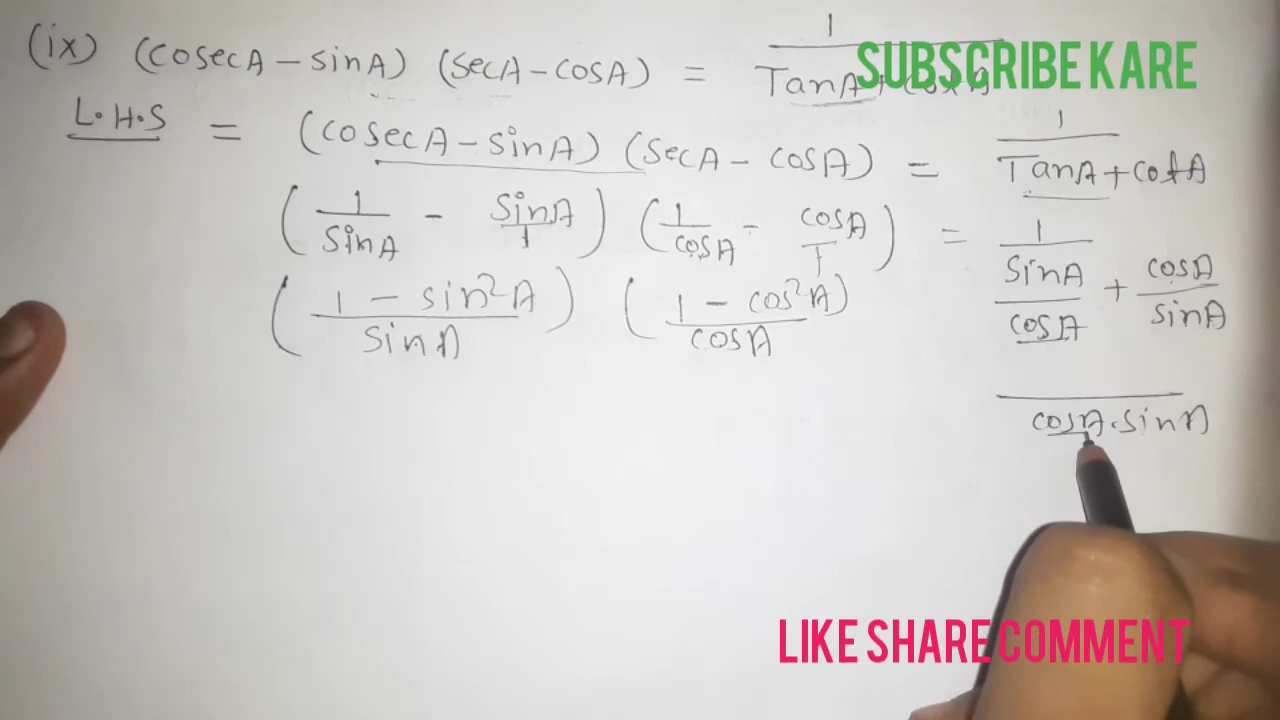 (ix) (cosecA - sinA) (secA - cosA) = 1 / TanA + cotA
SUBSCRIBE KARE
L.H.S = (cosecA - sinA) (secA - cosA) = 1 / TanA + cotA
(1/sinA - sinA/1) (1/cosA - cosA/1) = 1 / sinA/cosA + cosA/sinA
(1 - sin²A / sinA) (1 - cos²A / cosA)
cosA.sinA
LIKE SHARE COMMENT